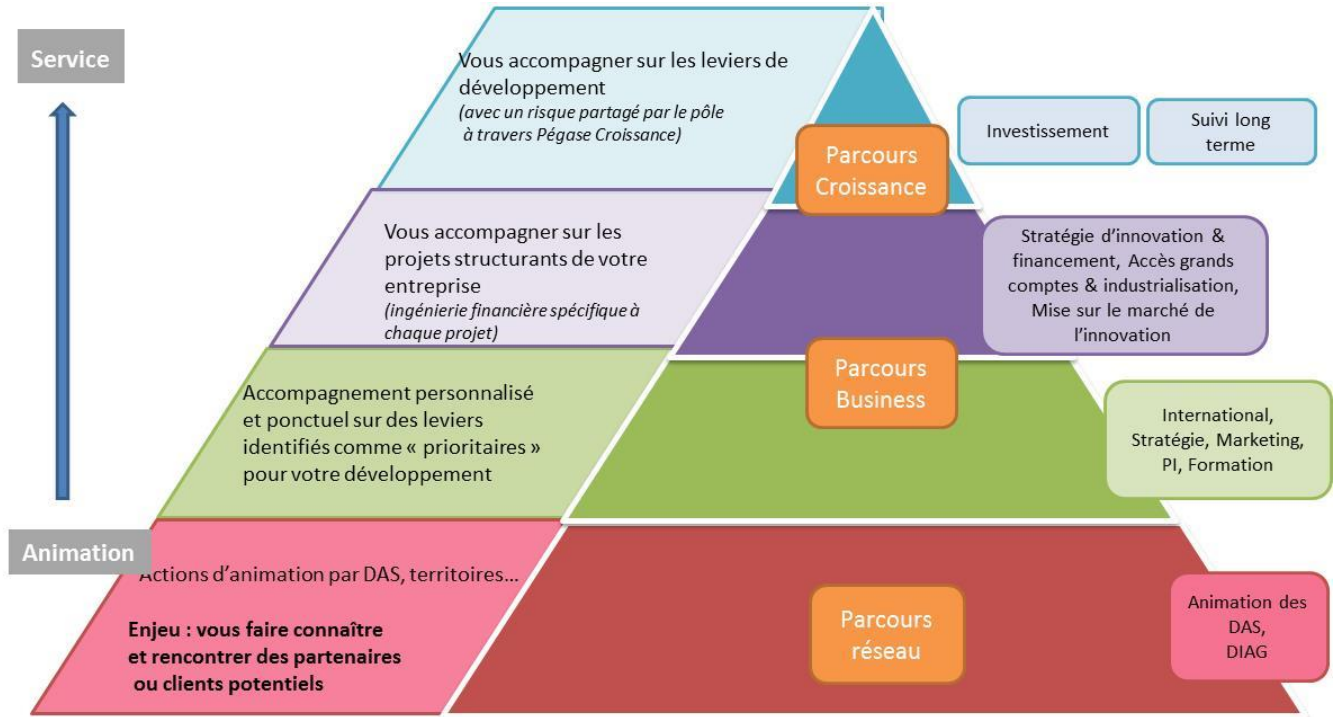 Service
Vous accompagner sur les leviers de
développement
(avec un risque partagé par le pôle
à travers Pégase Croissance)
Parcours
Croissance
Investissement
Suivi long
terme
Vous accompagner sur les
projets structurants de votre
entreprise
(ingénierie financière spécifique à
chaque projet)
Stratégie d'innovation &
financement, Accès grands
comptes & industrialisation,
Mise sur le marché de
l'innovation
Parcours
Business
Accompagnement personnalisé
et ponctuel sur des leviers
identifiés comme « prioritaires »
pour votre développement
International,
Stratégie, Marketing,
PI, Formation
Animation
Actions d'animation par DAS, territoires...
Enjeu : vous faire connaître
et rencontrer des partenaires
ou clients potentiels
Parcours
réseau
Animation des
DAS,
DIAG